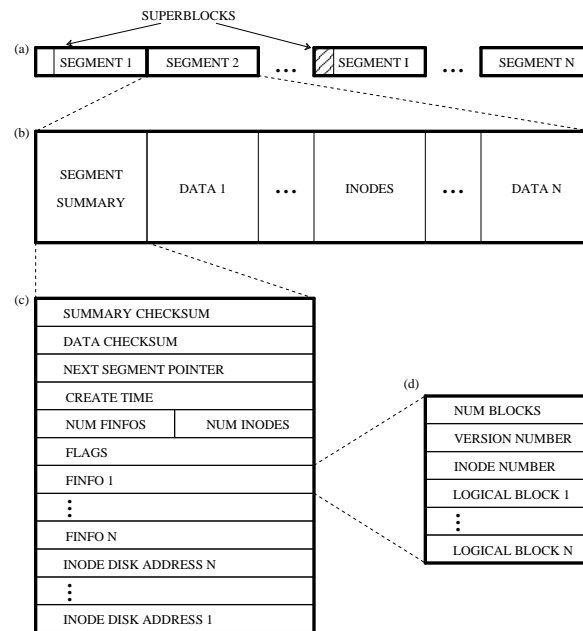 SUPERBLOCKS
(a)
SEGMENT 1
SEGMENT 2
...
SEGMENT I
...
SEGMENT N
(b)
SEGMENT
SUMMARY
DATA 1
...
INODES
...
DATA N
(c)
SUMMARY CHECKSUM
DATA CHECKSUM
NEXT SEGMENT POINTER
CREATE TIME
NUM FINFOS
NUM INODES
FLAGS
FINFO 1
...
FINFO N
INODE DISK ADDRESS N
...
INODE DISK ADDRESS 1
(d)
NUM BLOCKS
VERSION NUMBER
INODE NUMBER
LOGICAL BLOCK 1
...
LOGICAL BLOCK N